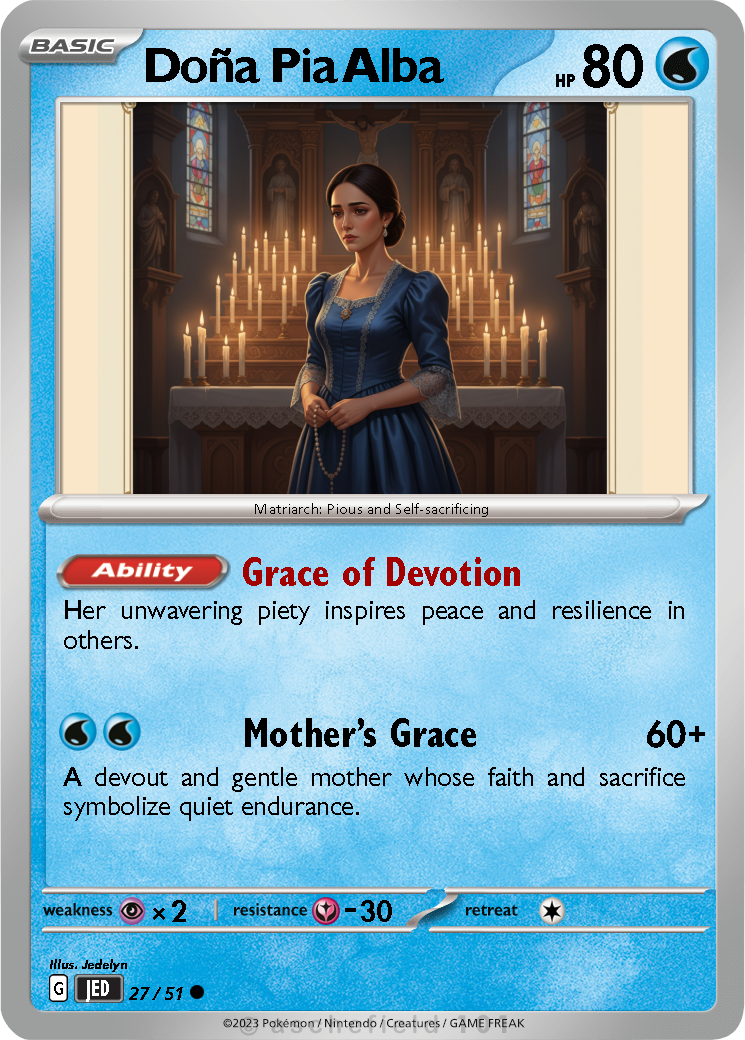 BASIC
Doña Pia Alba
HP 80
Matriarch: Pious and Self-sacrificing
Ability Grace of Devotion
Her unwavering piety inspires peace and resilience in
others.
Mother's Grace 60+
A devout and gentle mother whose faith and sacrifice
symbolize quiet endurance.
weakness ×2 resistance -30 retreat
Illus. Jedelyn
G JED 27 / 51
©2023 Pokémon / Nintendo / Creatures / GAME FREAK